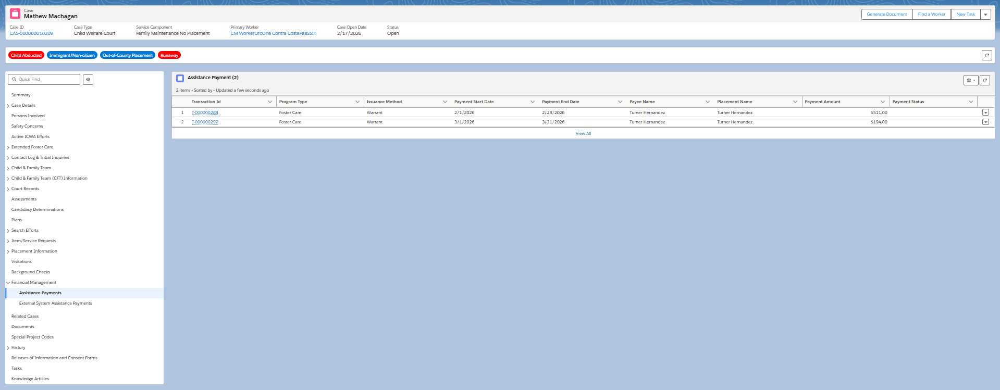 Case
Mathew Machagan
Generate Document
Find a Worker
New Task
Case ID
Case Type
Service Component
Primary Worker
Case Open Date
Status
CAS-000000010209
Child Welfare Court
Family Maintenance No Placement
CM WorkerOfcOne Contra CostaPaaSSIT
2/17/2026
Open
Child Abducted
Immigrant/Non-citizen
Out-of-County Placement
Runaway
Quick Find
Summary
Case Details
Persons Involved
Safety Concerns
Active ICWA Efforts
Extended Foster Care
Contact Log & Tribal Inquiries
Child & Family Team
Child & Family Team (CFT) Information
Court Records
Assessments
Candidacy Determinations
Plans
Search Efforts
Item/Service Requests
Placement Information
Visitations
Background Checks
Financial Management
Assistance Payments
External System Assistance Payments
Related Cases
Documents
Special Project Codes
History
Releases of Information and Consent Forms
Tasks
Knowledge Articles
Assistance Payment (2)
2 items • Sorted by • Updated a few seconds ago
Transaction Id Program Type Issuance Method Payment Start Date Payment End Date Payee Name Placement Name Payment Amount Payment Status
1 T-000000288 Foster Care Warrant 2/1/2026 2/28/2026 Turner Hernandez Turner Hernandez $511.00
2 T-000000297 Foster Care Warrant 3/1/2026 3/31/2026 Turner Hernandez Turner Hernandez $194.00
View All